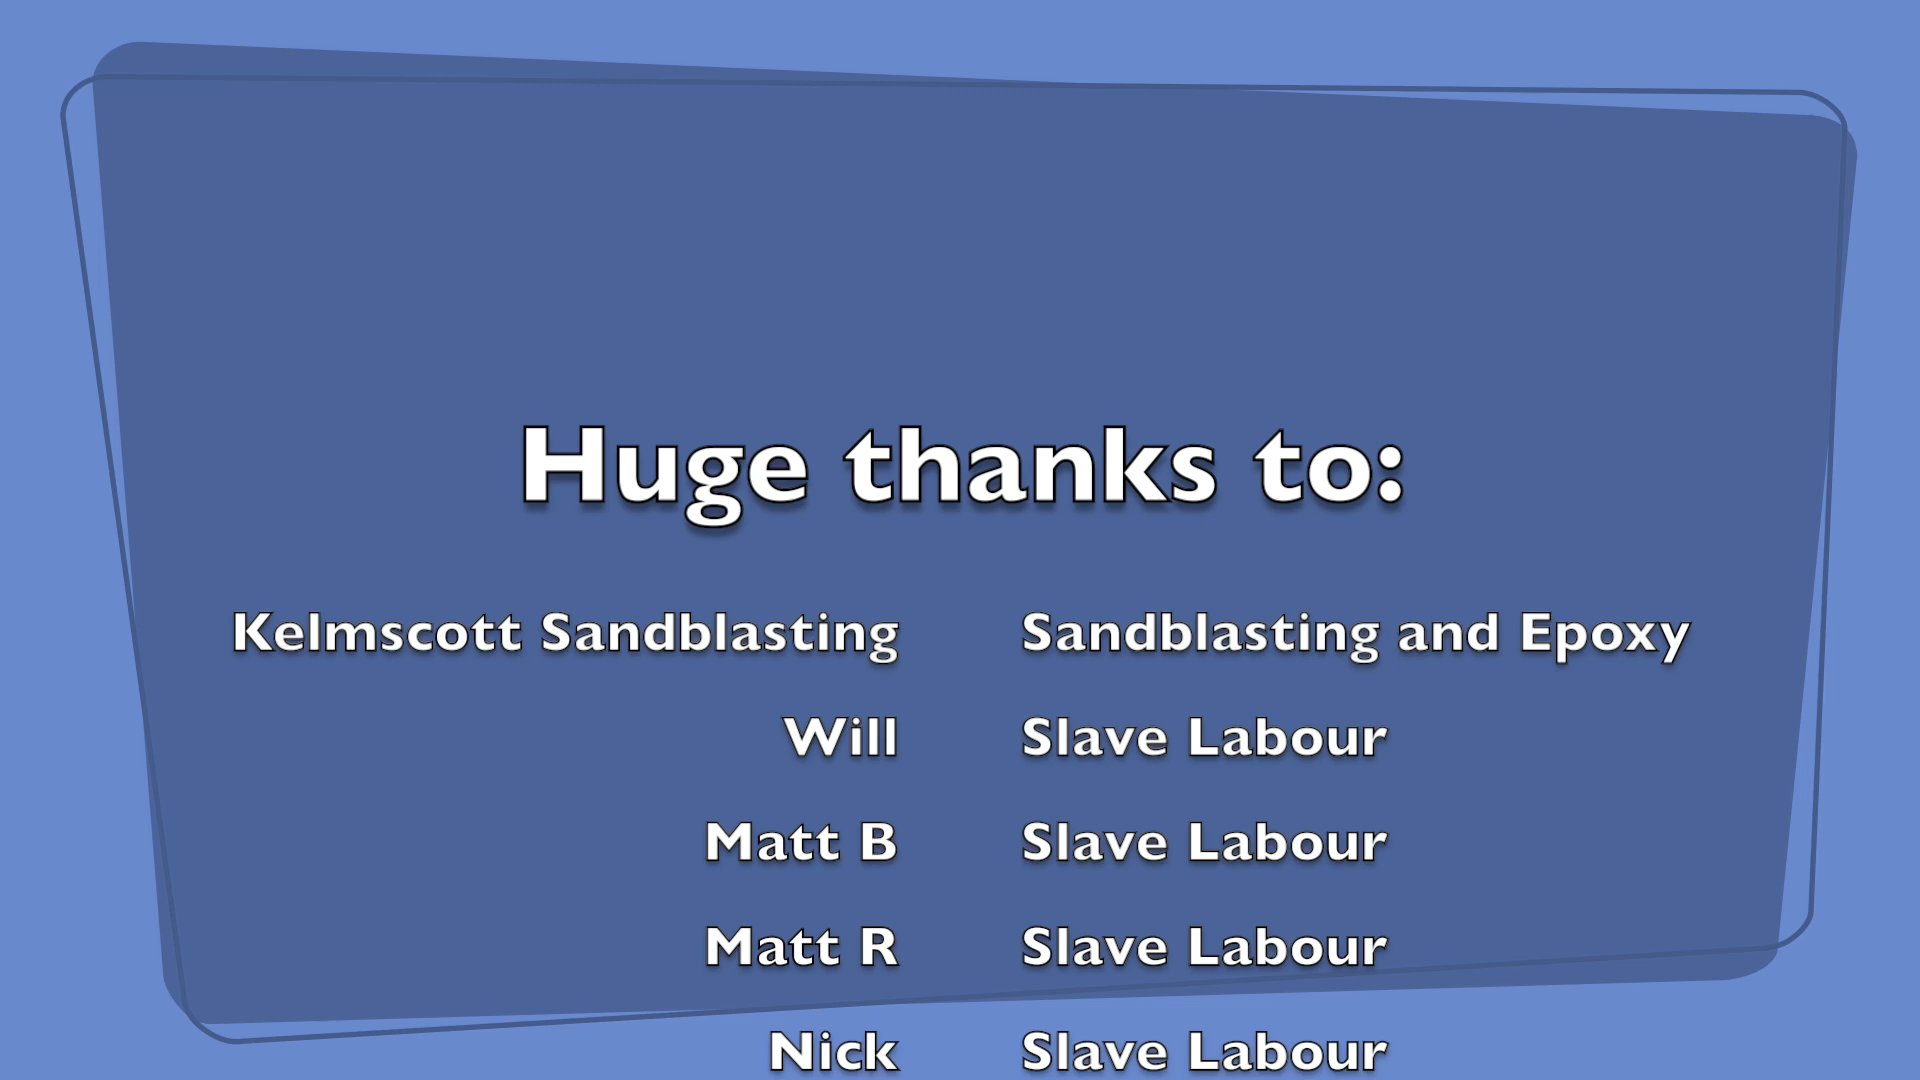 Huge thanks to:
Kelmscott Sandblasting Sandblasting and Epoxy
Will Slave Labour
Matt B Slave Labour
Matt R Slave Labour
Nick Slave Labour